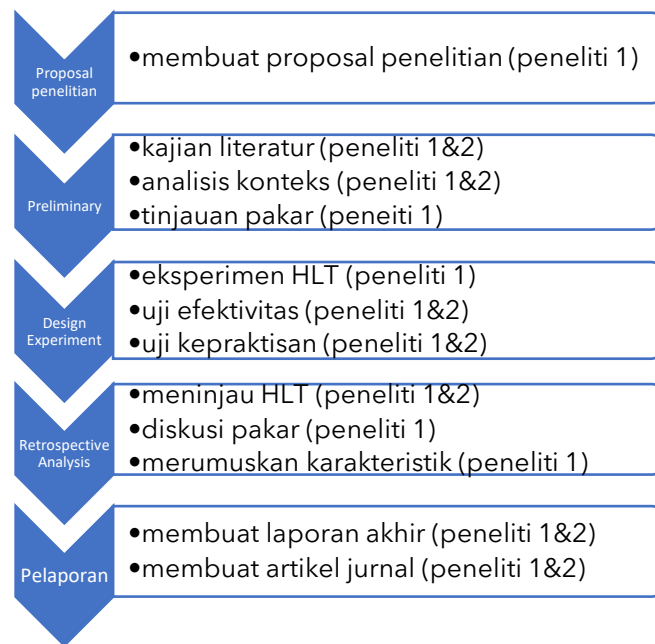 Proposal
penelitian
•membuat proposal penelitian (peneliti 1)
Preliminary
•kajian literatur (peneliti 1&2)
•analisis konteks (peneliti 1&2)
•tinjauan pakar (peneiti 1)
Design
Experiment
•eksperimen HLT (peneliti 1)
•uji efektivitas (peneliti 1&2)
•uji kepraktisan (peneliti 1&2)
Retrospective
Analysis
•meninjau HLT (peneliti 1&2)
•diskusi pakar (peneliti 1)
•merumuskan karakteristik (peneliti 1)
Pelaporan
•membuat laporan akhir (peneliti 1&2)
•membuat artikel jurnal (peneliti 1&2)